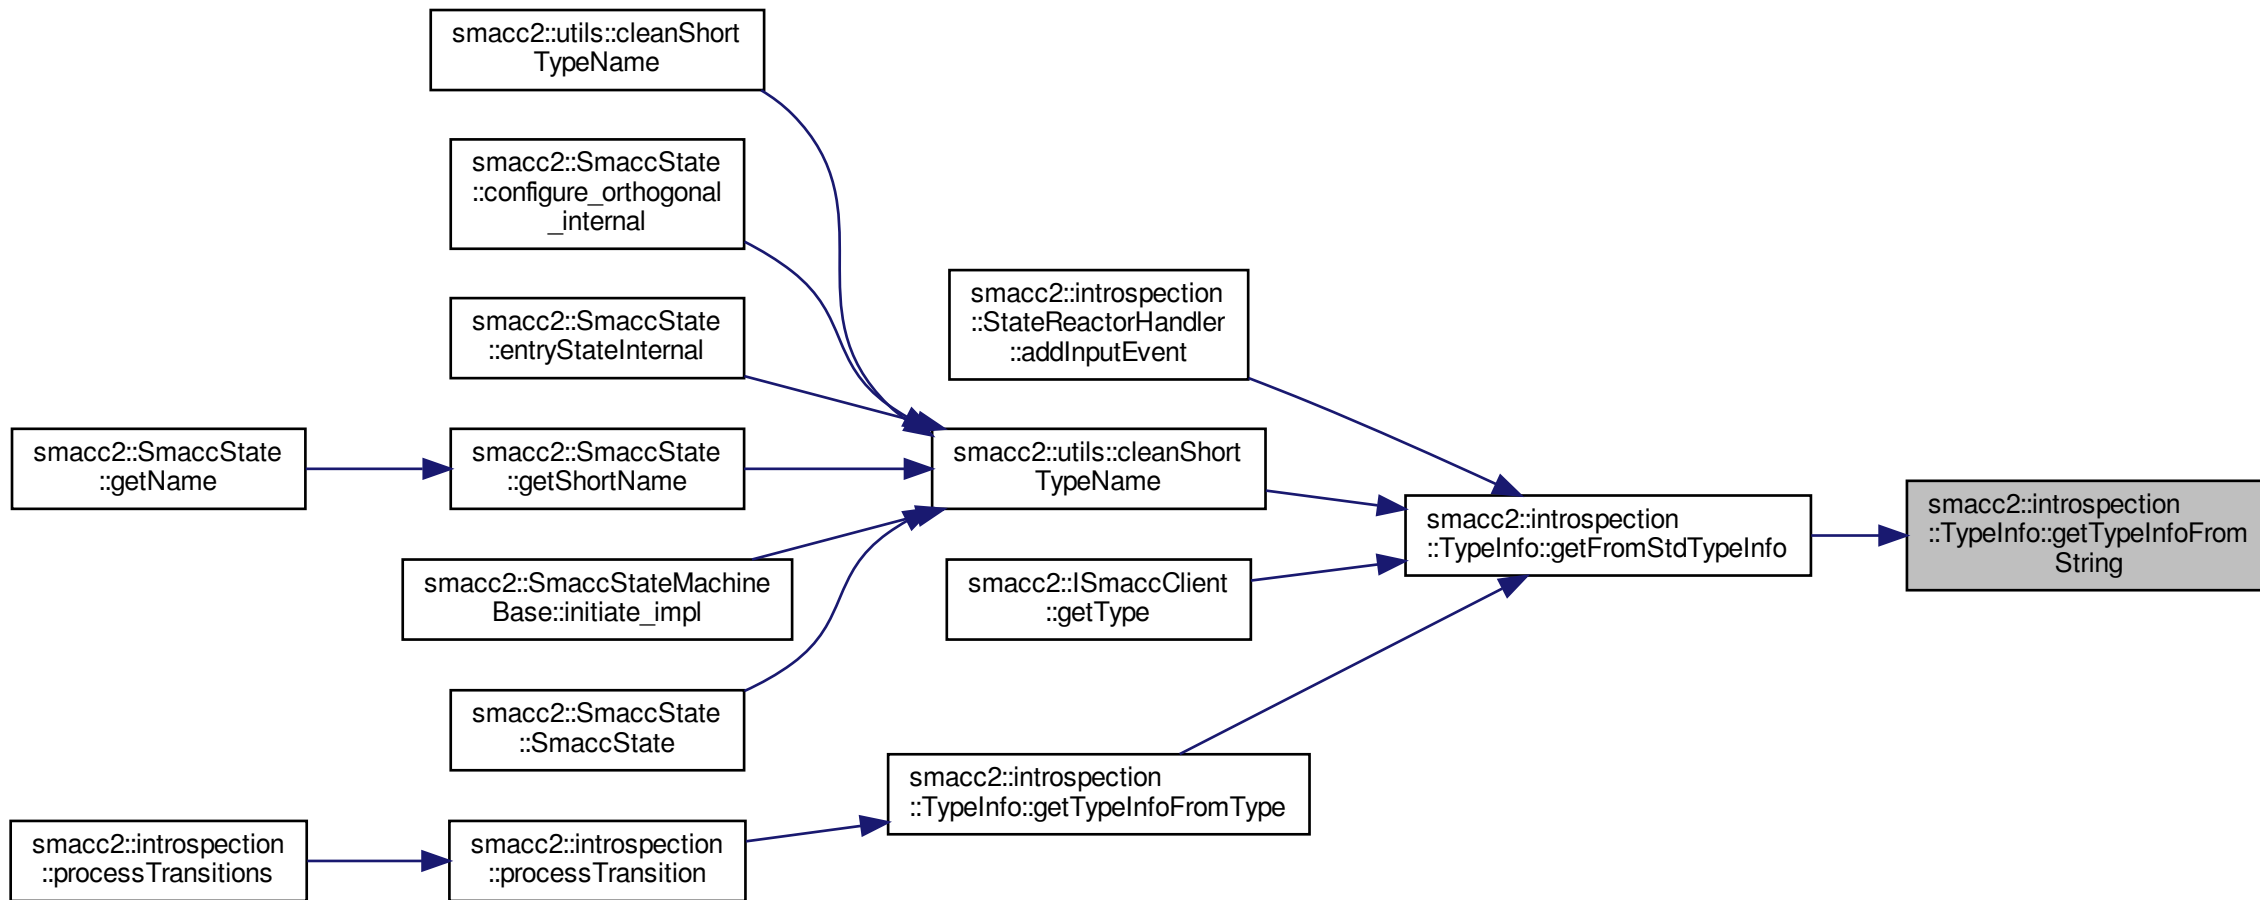 smacc2::utils::cleanShort
TypeName
smacc2::SmaccState
::configure_orthogonal
_internal
smacc2::SmaccState
::entryStateInternal
smacc2::SmaccState
::getName
smacc2::SmaccState
::getShortName
smacc2::SmaccStateMachine
Base::initiate_impl
smacc2::SmaccState
::SmaccState
smacc2::introspection
::processTransitions
smacc2::introspection
::processTransition
smacc2::introspection
::StateReactorHandler
::addInputEvent
smacc2::utils::cleanShort
TypeName
smacc2::ISmaccClient
::getType
smacc2::introspection
::TypeInfo::getTypeInfoFromType
smacc2::introspection
::TypeInfo::getFromStdTypeInfo
smacc2::introspection
::TypeInfo::getTypeInfoFrom
String